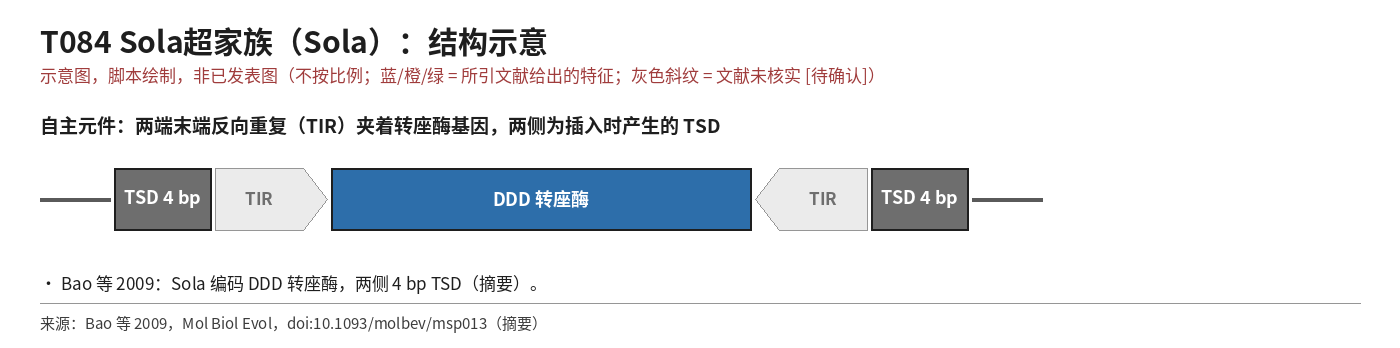 T084 Sola超家族（Sola）：结构示意
示意图，脚本绘制，非已发表图（不按比例；蓝/橙/绿 = 所引文献给出的特征；灰色斜纹 = 文献未核实 [待确认]）
自主元件：两端末端反向重复（TIR）夹着转座酶基因，两侧为插入时产生的 TSD
TSD 4 bp TIR DDD 转座酶 TIR TSD 4 bp
· Bao 等 2009：Sola 编码 DDD 转座酶，两侧 4 bp TSD（摘要）。
来源：Bao 等 2009，Mol Biol Evol，doi:10.1093/molbev/msp013（摘要）